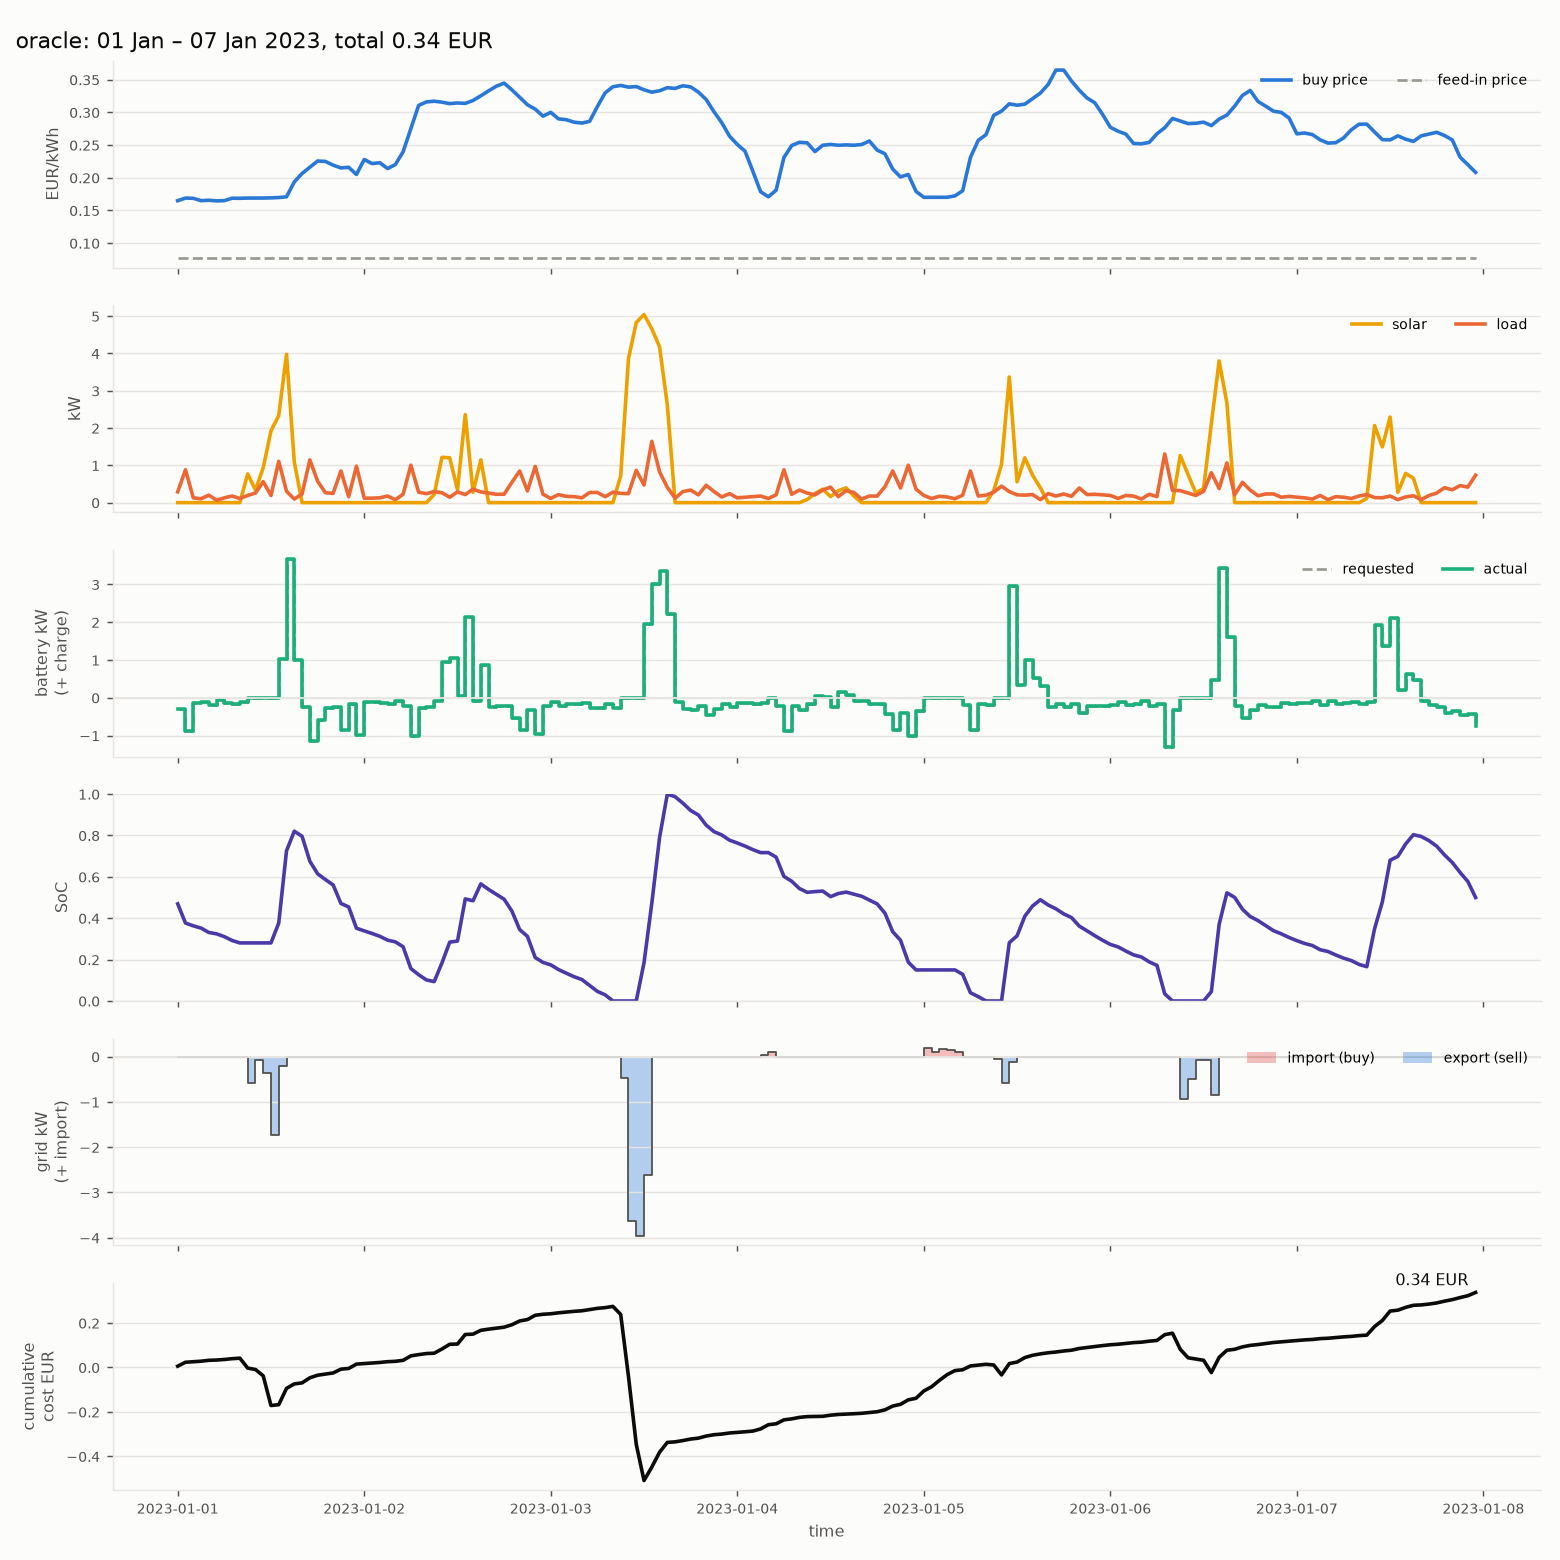 oracle: 01 Jan – 07 Jan 2023, total 0.34 EUR
EUR/kWh
0.35
0.30
0.25
0.20
0.15
0.10
buy price
feed-in price
kW
5
4
3
2
1
0
solar
load
battery kW
(+ charge)
3
2
1
0
−1
requested
actual
SoC
1.0
0.8
0.6
0.4
0.2
0.0
grid kW
(+ import)
0
−1
−2
−3
−4
import (buy)
export (sell)
cumulative
cost EUR
0.2
0.0
−0.2
−0.4
0.34 EUR
2023-01-01
2023-01-02
2023-01-03
2023-01-04
2023-01-05
2023-01-06
2023-01-07
2023-01-08
time